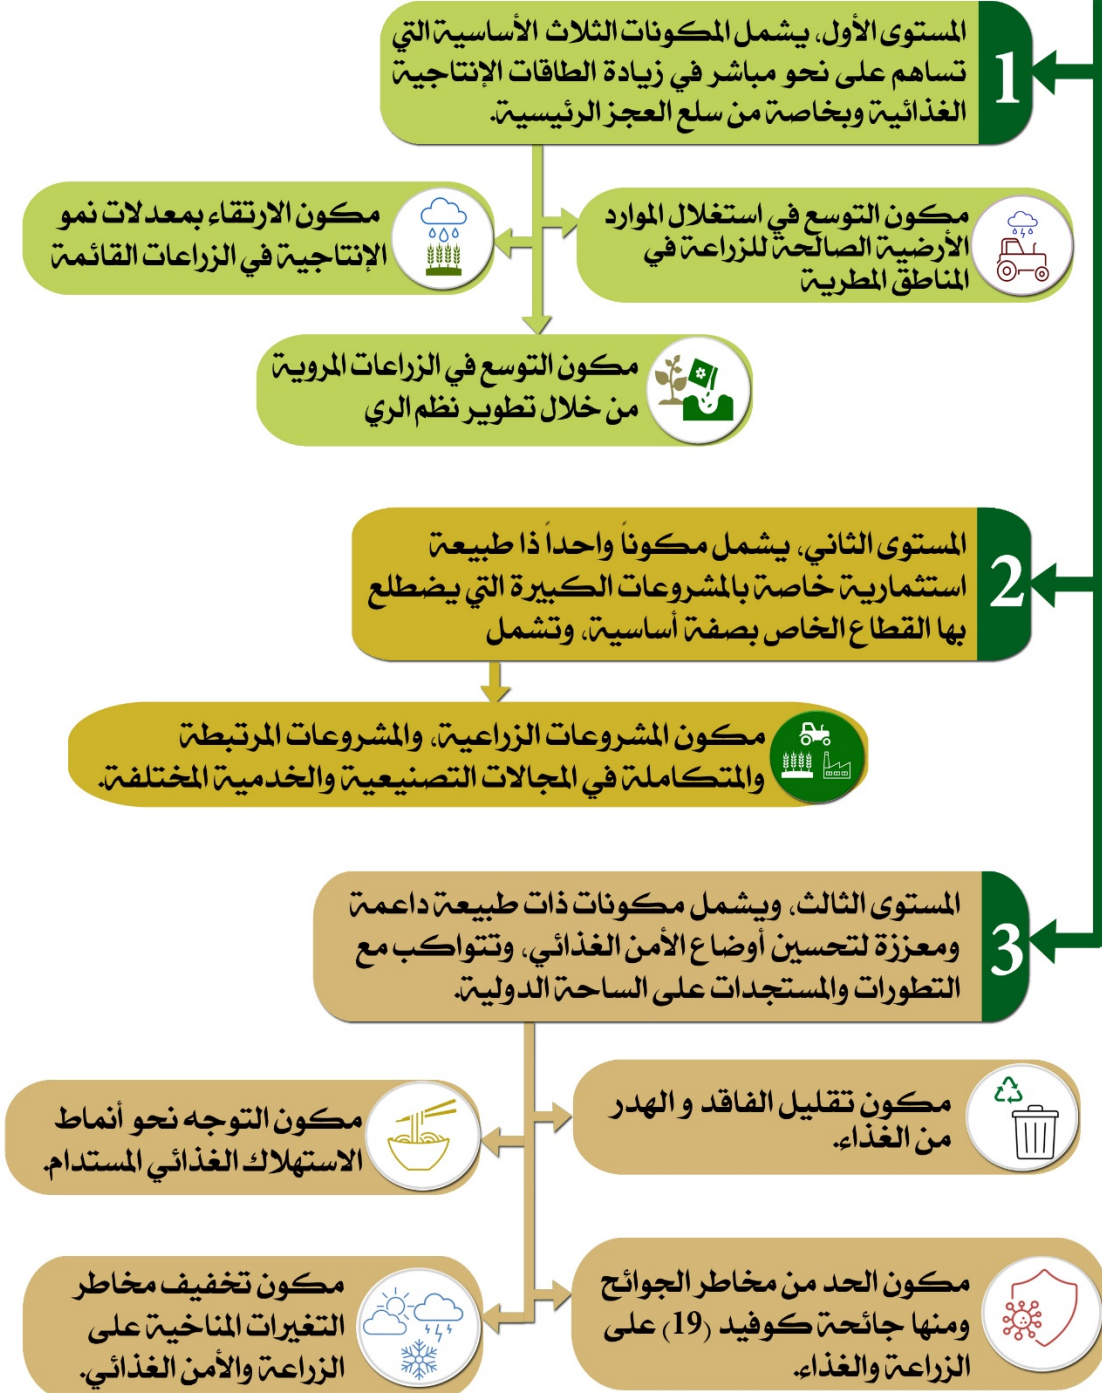 1
المستوى الأول، يشمل المكونات الثلاث الأساسية التي
تساهم على نحو مباشر في زيادة الطاقات الإنتاجية
الغذائية وبخاصة من سلع العجز الرئيسية.
مكون التوسع في استغلال الموارد
الأرضية الصالحة للزراعة في
المناطق المطرية
مكون الارتقاء بمعدلات نمو
الإنتاجية في الزراعات القائمة
مكون التوسع في الزراعات المروية
من خلال تطوير نظم الري
2
المستوى الثاني، يشمل مكوناً واحداً ذا طبيعة
استثمارية خاصة بالمشروعات الكبيرة التي يضطلع
بها القطاع الخاص بصفة أساسية، وتشمل
مكون المشروعات الزراعية، والمشروعات المرتبطة
والمتكاملة في المجالات التصنيعية والخدمية المختلفة.
3
المستوى الثالث، ويشمل مكونات ذات طبيعة داعمة
ومعززة لتحسين أوضاع الأمن الغذائي، وتتواكب مع
التطورات والمستجدات على الساحة الدولية.
مكون تقليل الفاقد و الهدر
من الغذاء.
مكون التوجه نحو أنماط
الاستهلاك الغذائي المستدام.
مكون الحد من مخاطر الجوائح
ومنها جائحة كوفيد (19) على
الزراعة والغذاء.
مكون تخفيف مخاطر
التغيرات المناخية على
الزراعة والأمن الغذائي.